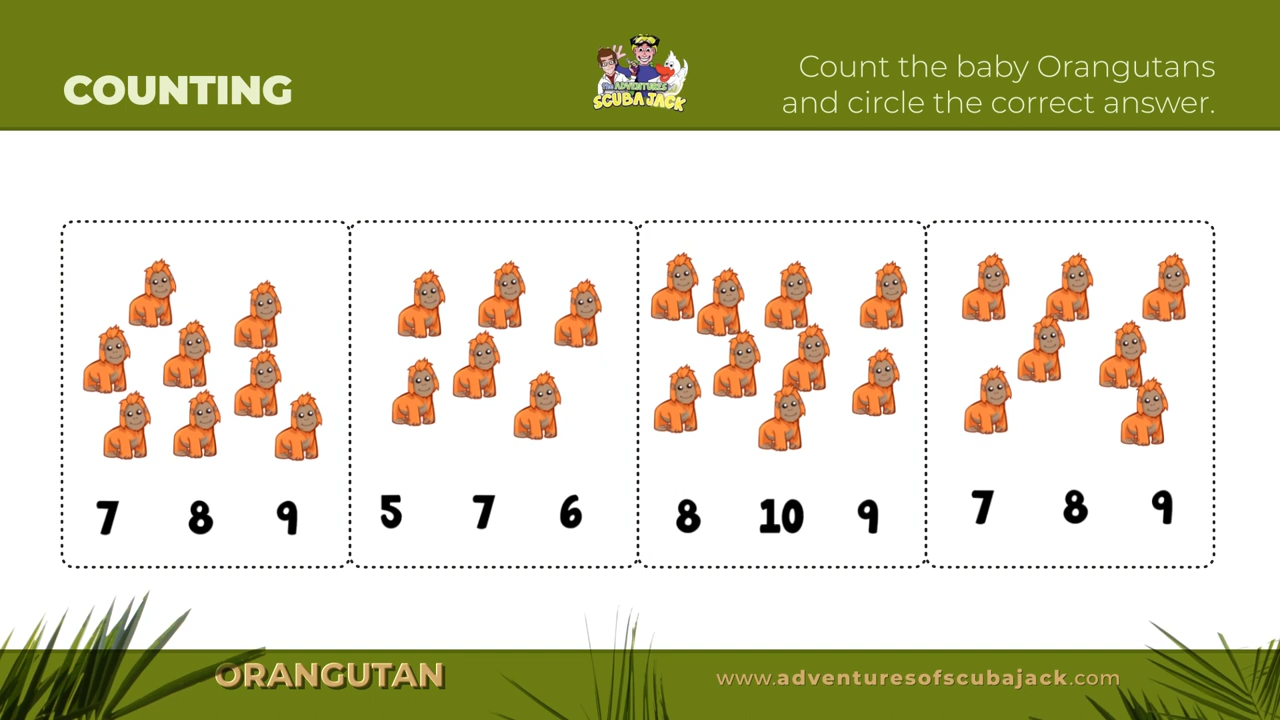 COUNTING
THE ADVENTURES OF
SCUBA JACK
Count the baby Orangutans
and circle the correct answer.
7 8 9
5 7 6
8 10 9
7 8 9
ORANGUTAN
www.adventuresofscubajack.com